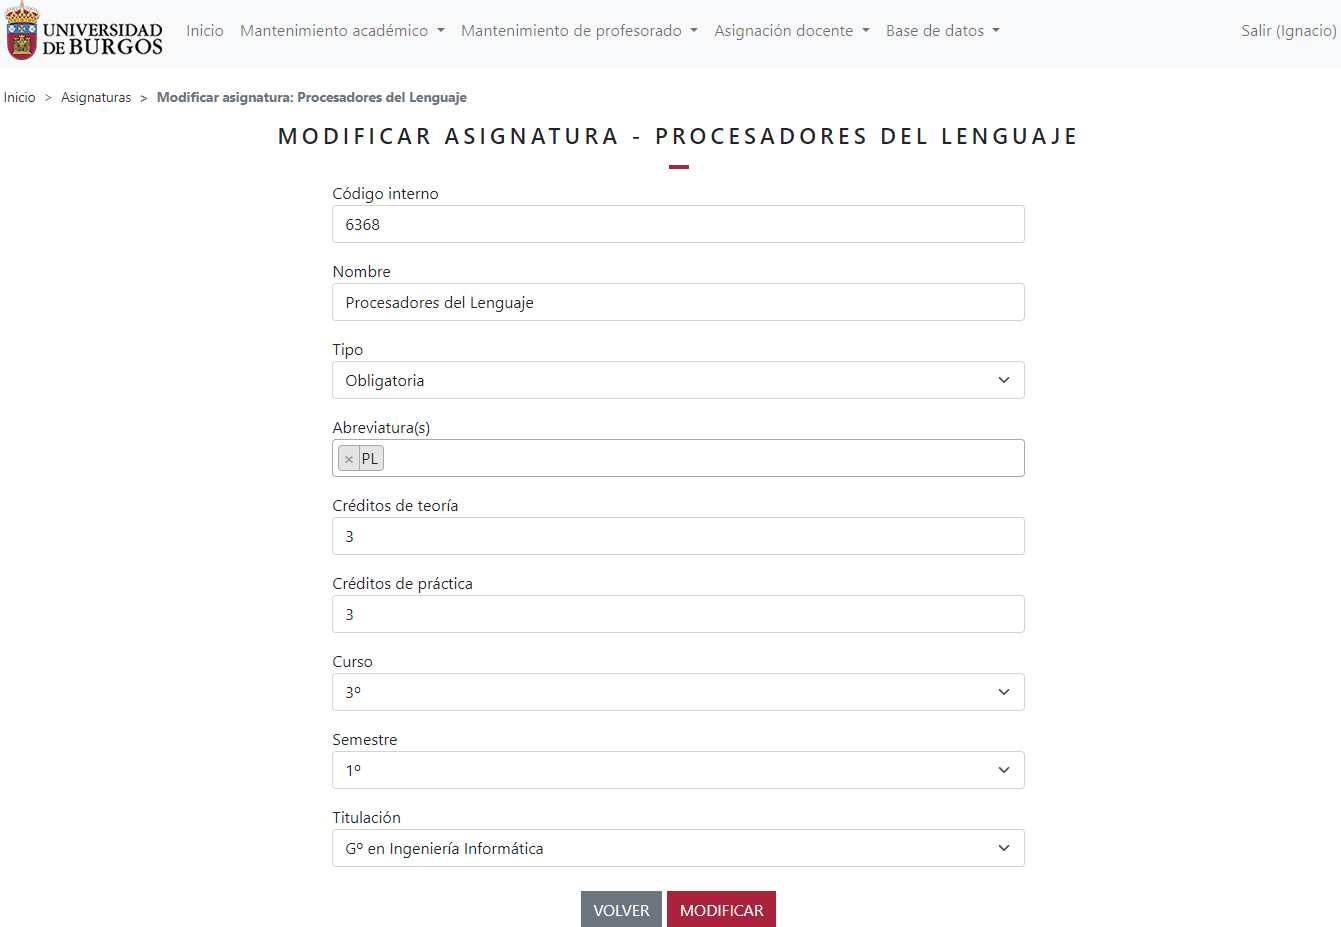 UNIVERSIDAD
DE BURGOS
Inicio Mantenimiento académico Mantenimiento de profesorado Asignación docente Base de datos Salir (Ignacio)
Inicio > Asignaturas > Modificar asignatura: Procesadores del Lenguaje
MODIFICAR ASIGNATURA - PROCESADORES DEL LENGUAJE
Código interno
6368
Nombre
Procesadores del Lenguaje
Tipo
Obligatoria
Abreviatura(s)
× PL
Créditos de teoría
3
Créditos de práctica
3
Curso
3º
Semestre
1º
Titulación
Gº en Ingeniería Informática
VOLVER MODIFICAR